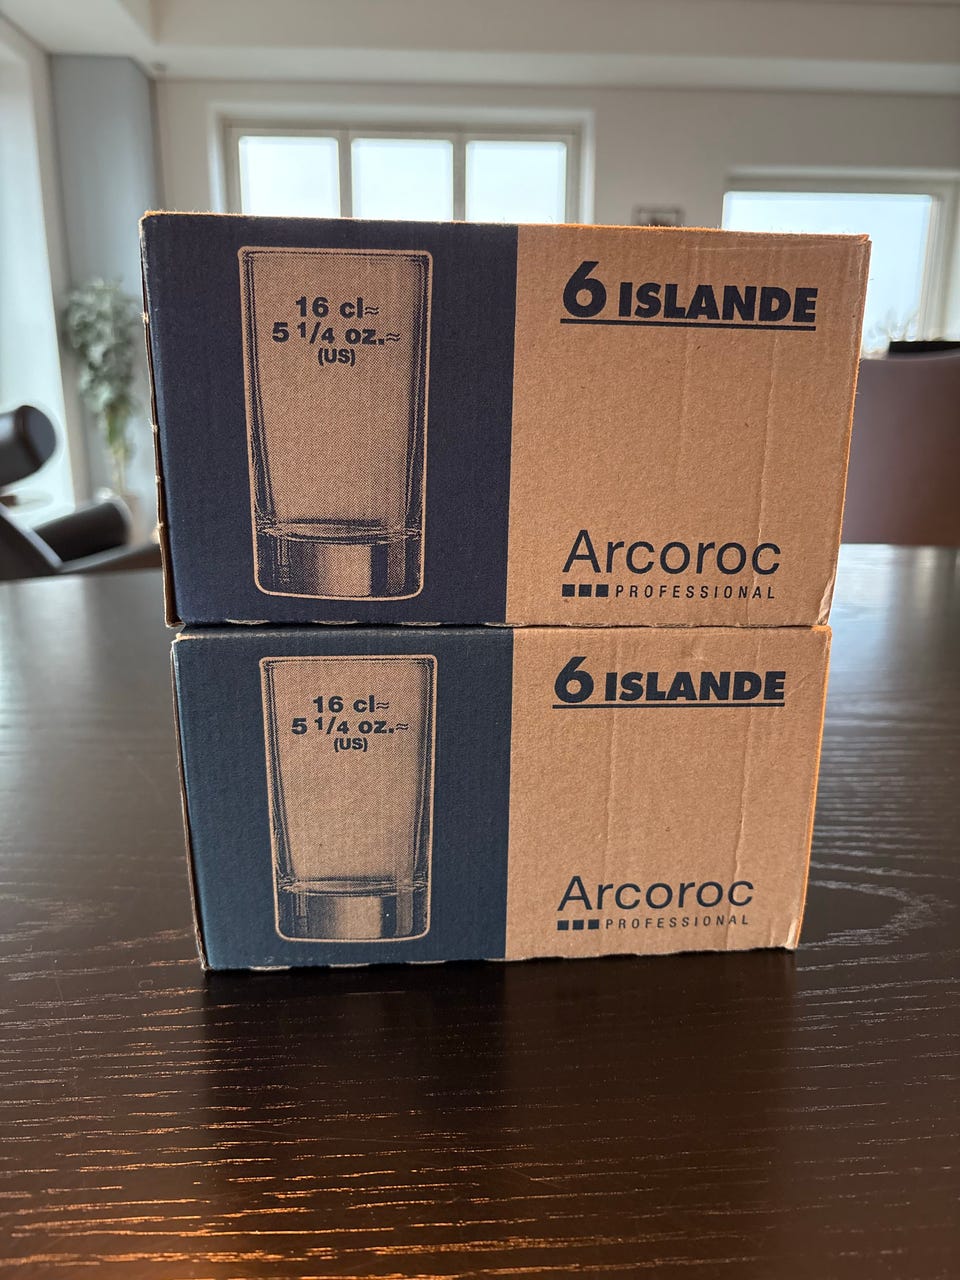 16 cl≈
5 1/4 oz.≈
(US)
6 ISLANDE
Arcoroc
PROFESSIONAL
16 cl≈
5 1/4 oz.≈
(US)
6 ISLANDE
Arcoroc
PROFESSIONAL